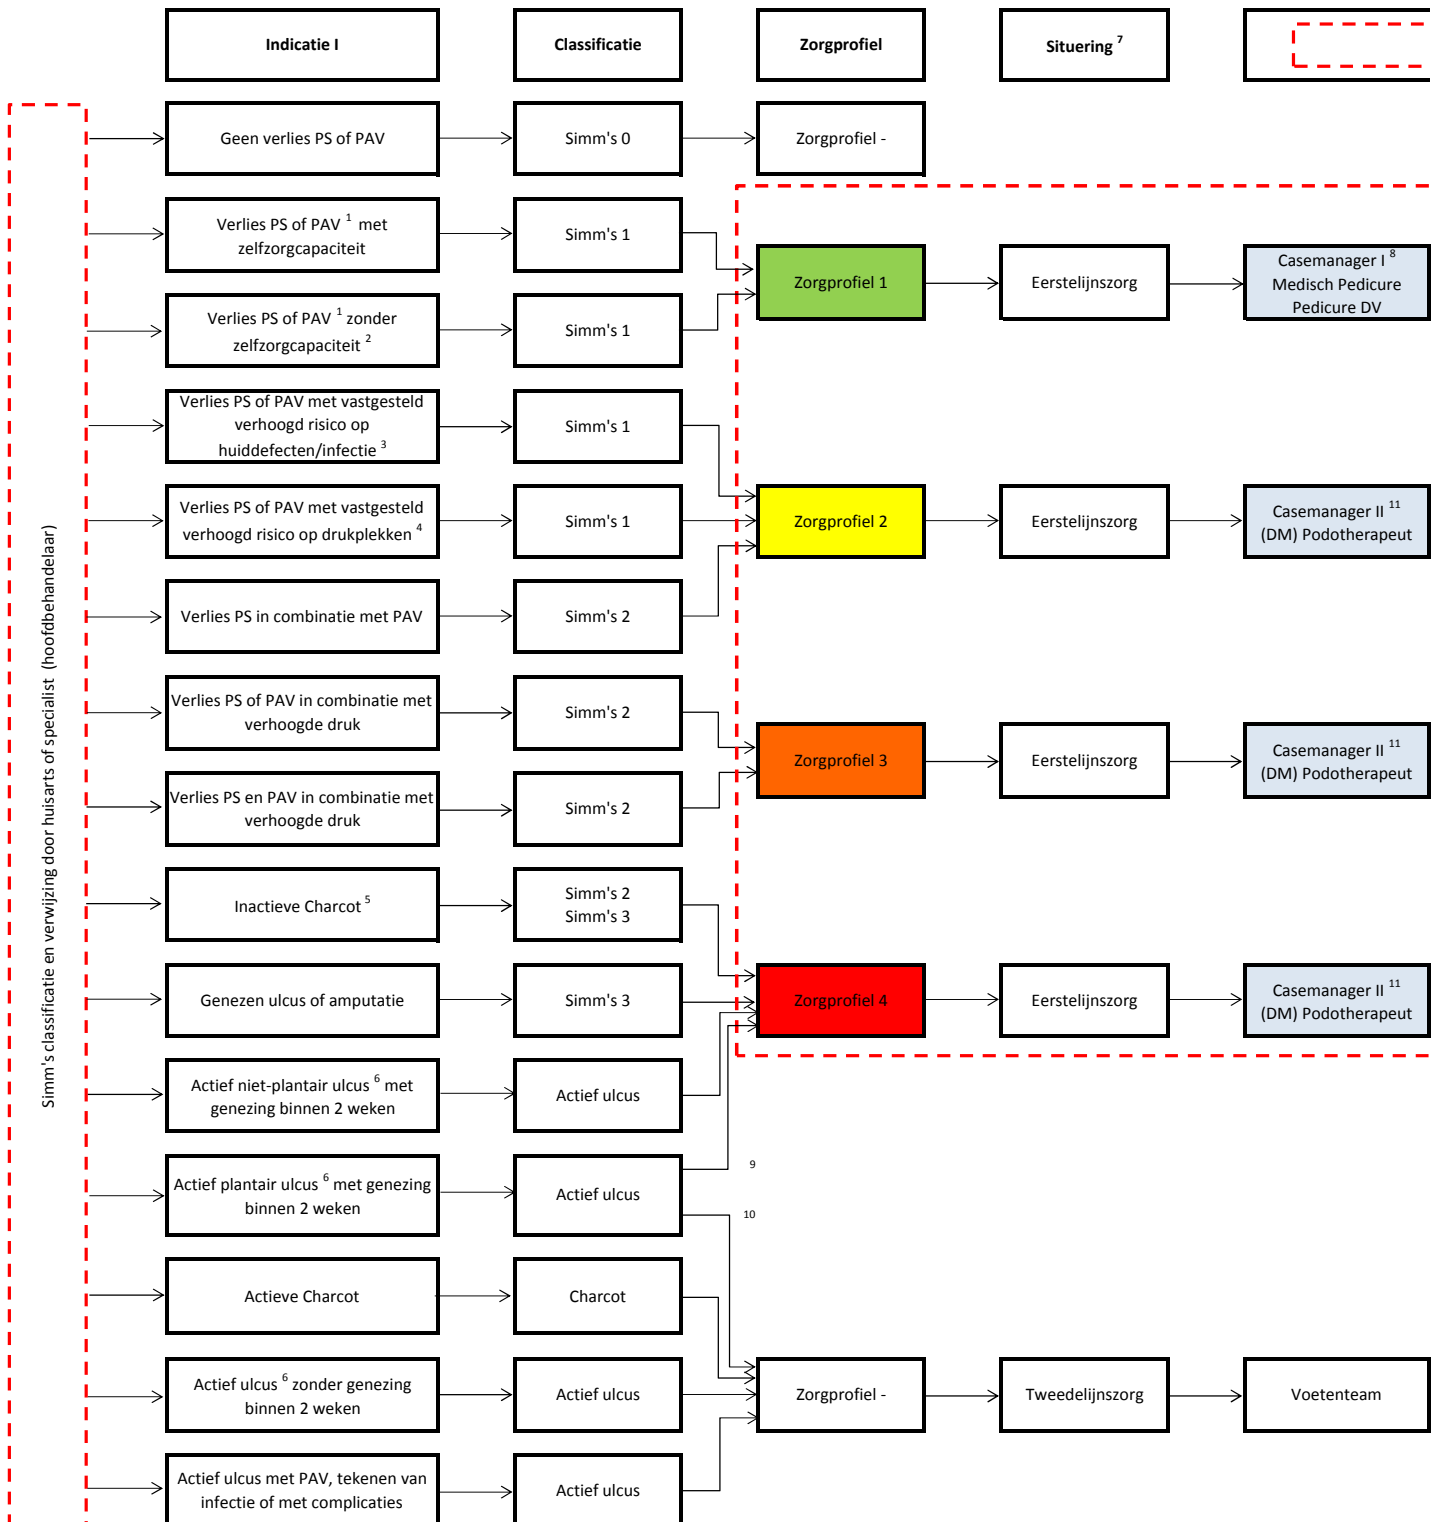 Indicatie I
Classificatie
Zorgprofiel
Situering 7
Simm's classificatie en verwijzing door huisarts of specialist (hoofdbehandelaar)
Geen verlies PS of PAV
Simm's 0
Zorgprofiel -
Verlies PS of PAV 1 met
zelfzorgcapaciteit
Simm's 1
Verlies PS of PAV 1 zonder
zelfzorgcapaciteit 2
Simm's 1
Zorgprofiel 1
Eerstelijnszorg
Casemanager I 8
Medisch Pedicure
Pedicure DV
Verlies PS of PAV met vastgesteld
verhoogd risico op
huiddefecten/infectie 3
Simm's 1
Verlies PS of PAV met vastgesteld
verhoogd risico op drukplekken 4
Simm's 1
Zorgprofiel 2
Eerstelijnszorg
Casemanager II 11
(DM) Podotherapeut
Verlies PS in combinatie met PAV
Simm's 2
Verlies PS of PAV in combinatie met
verhoogde druk
Simm's 2
Zorgprofiel 3
Eerstelijnszorg
Casemanager II 11
(DM) Podotherapeut
Verlies PS en PAV in combinatie met
verhoogde druk
Simm's 2
Inactieve Charcot 5
Simm's 2
Simm's 3
Genezen ulcus of amputatie
Simm's 3
Zorgprofiel 4
Eerstelijnszorg
Casemanager II 11
(DM) Podotherapeut
Actief niet-plantair ulcus 6 met
genezing binnen 2 weken
Actief ulcus
Actief plantair ulcus 6 met genezing
binnen 2 weken
Actief ulcus
9
10
Actieve Charcot
Charcot
Actief ulcus 6 zonder genezing
binnen 2 weken
Actief ulcus
Zorgprofiel -
Tweedelijnszorg
Voetenteam
Actief ulcus met PAV, tekenen van
infectie of met complicaties
Actief ulcus